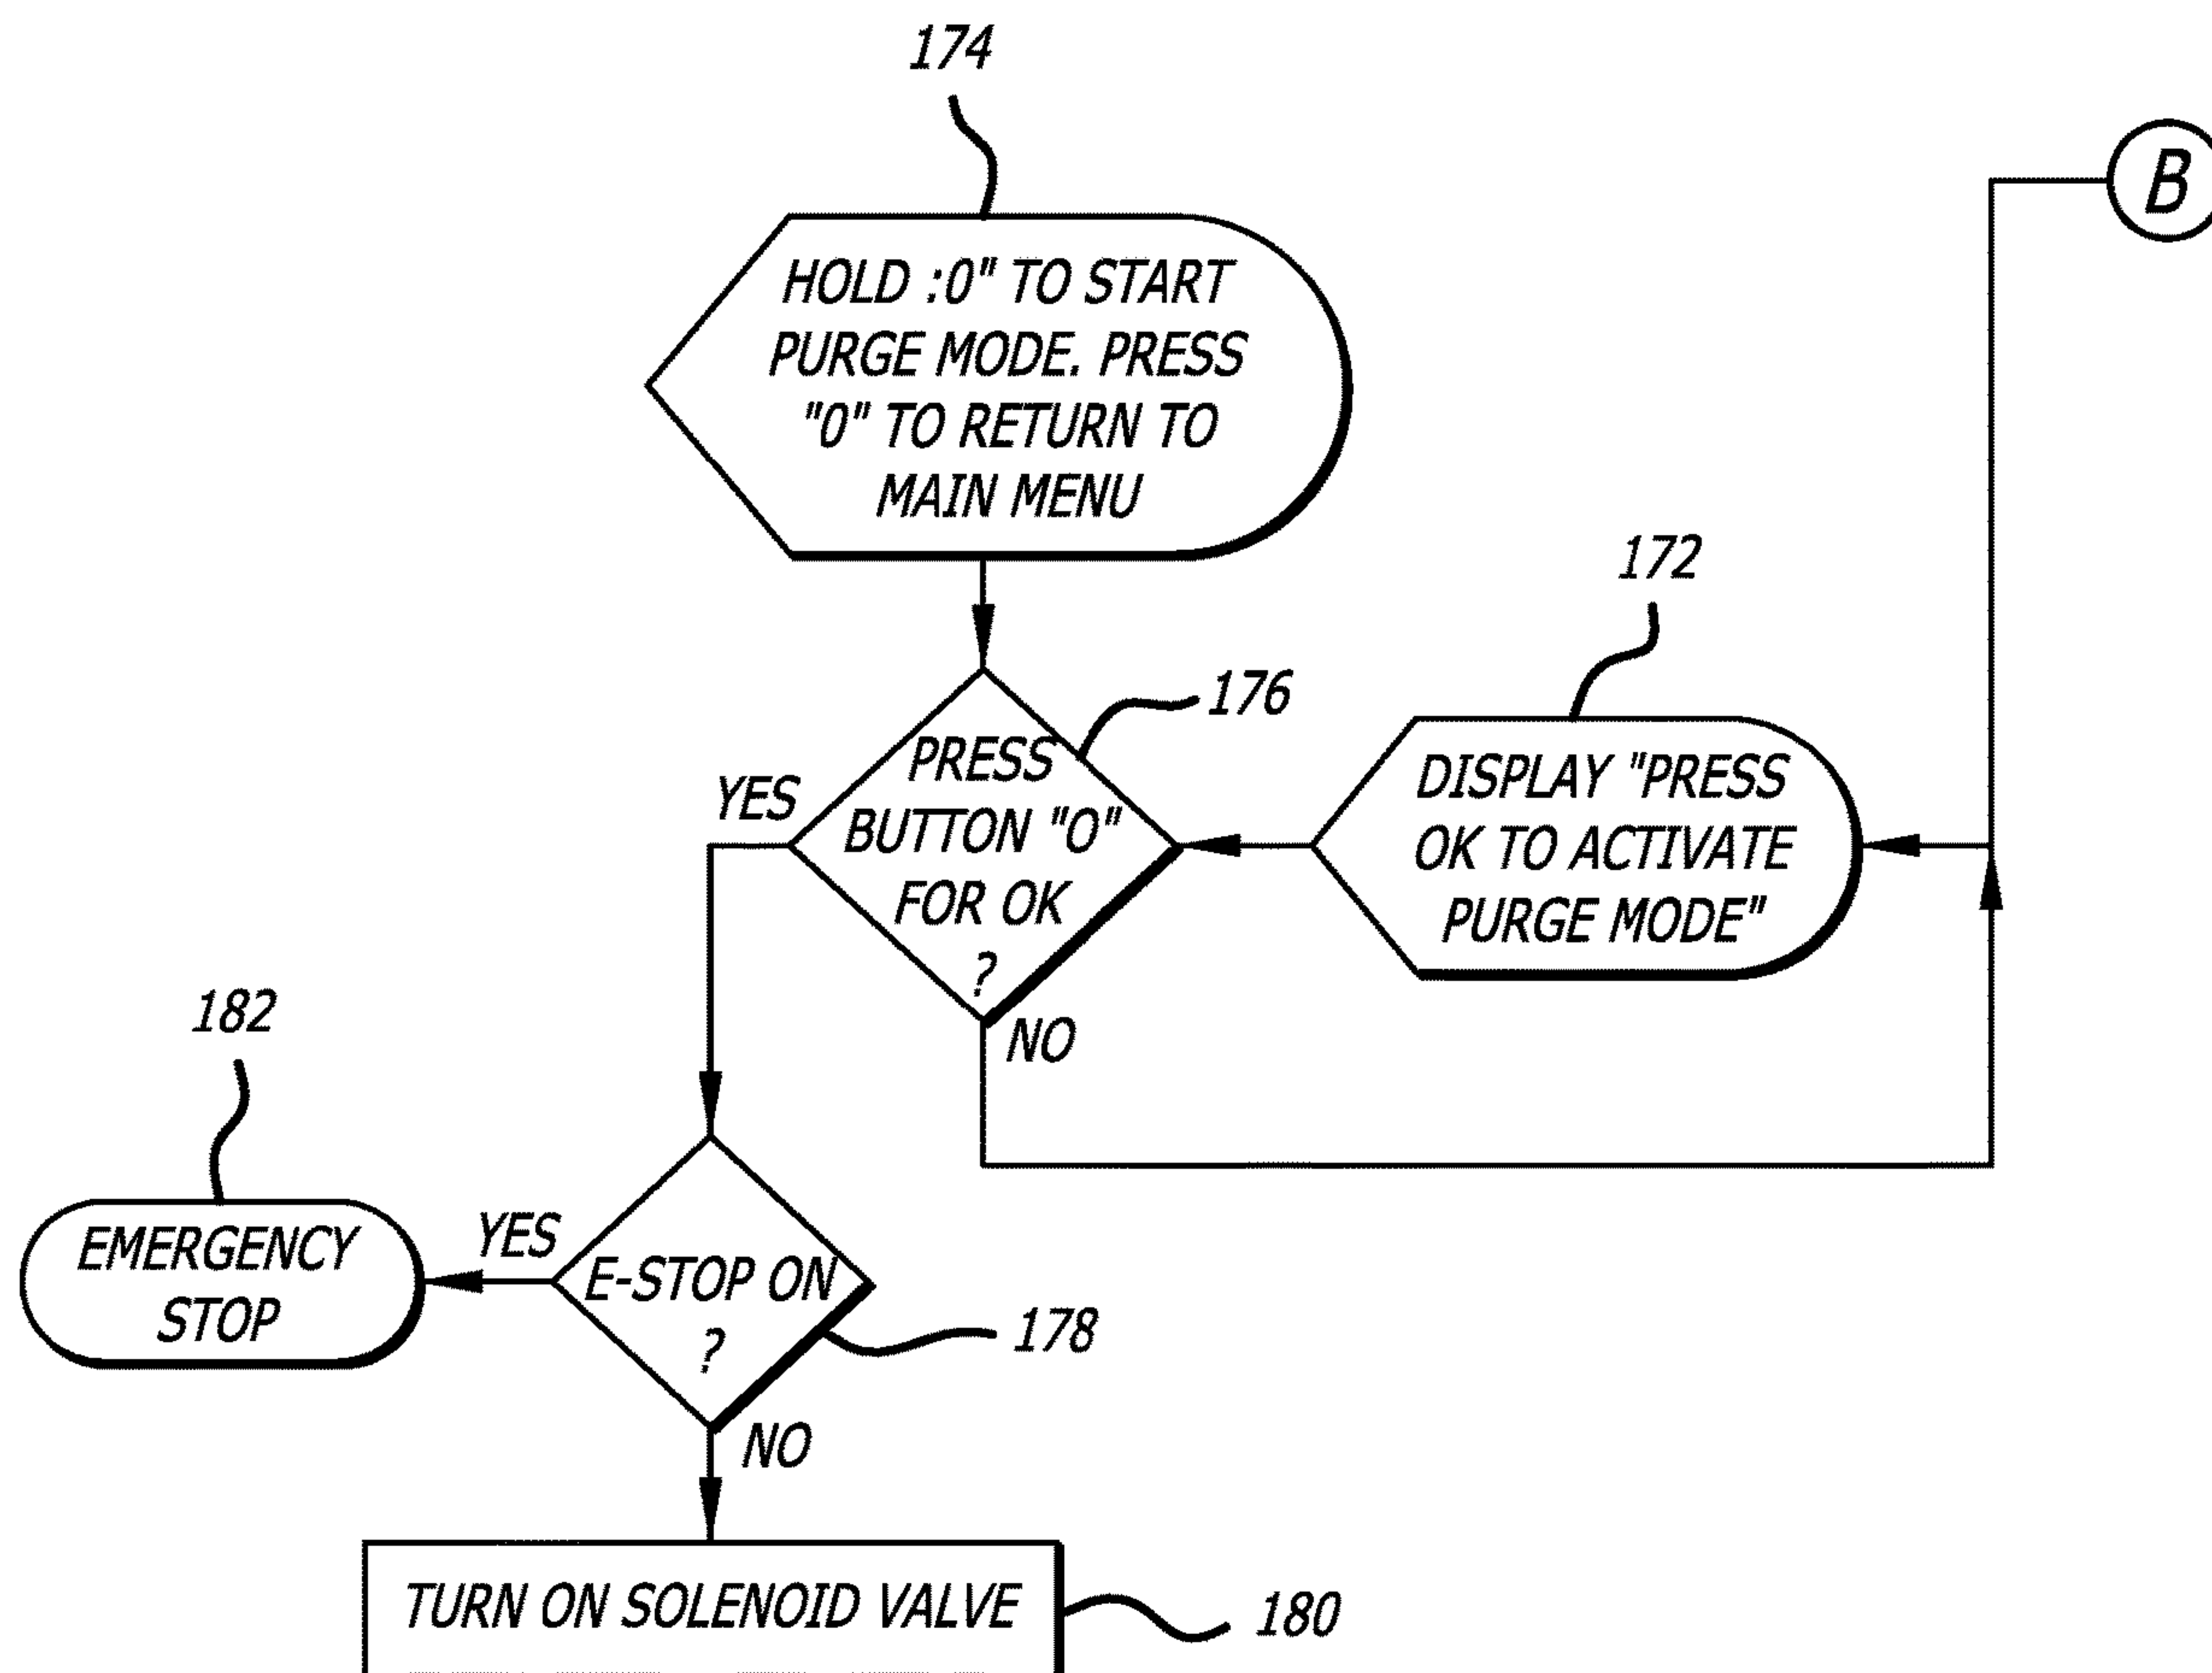 174
B
HOLD :0" TO START
PURGE MODE. PRESS
"0" TO RETURN TO
MAIN MENU
172
176
PRESS
BUTTON "O"
FOR OK
?
YES
NO
DISPLAY "PRESS
OK TO ACTIVATE
PURGE MODE"
182
EMERGENCY
STOP
YES
E-STOP ON
?
178
NO
TURN ON SOLENOID VALVE
180